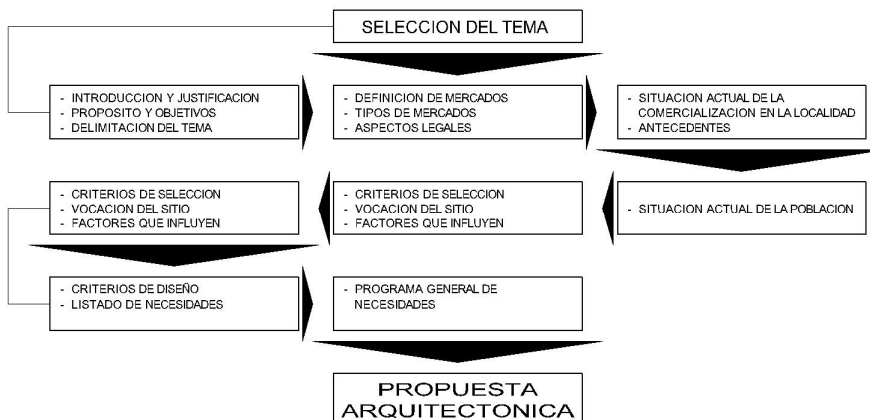 SELECCION DEL TEMA
- INTRODUCCION Y JUSTIFICACION
- PROPOSITO Y OBJETIVOS
- DELIMITACION DEL TEMA
- DEFINICION DE MERCADOS
- TIPOS DE MERCADOS
- ASPECTOS LEGALES
- SITUACION ACTUAL DE LA
COMERCIALIZACION EN LA LOCALIDAD
- ANTECEDENTES
- CRITERIOS DE SELECCION
- VOCACION DEL SITIO
- FACTORES QUE INFLUYEN
- CRITERIOS DE SELECCION
- VOCACION DEL SITIO
- FACTORES QUE INFLUYEN
- SITUACION ACTUAL DE LA POBLACION
- CRITERIOS DE DISEÑO
- LISTADO DE NECESIDADES
- PROGRAMA GENERAL DE
NECESIDADES
PROPUESTA
ARQUITECTONICA